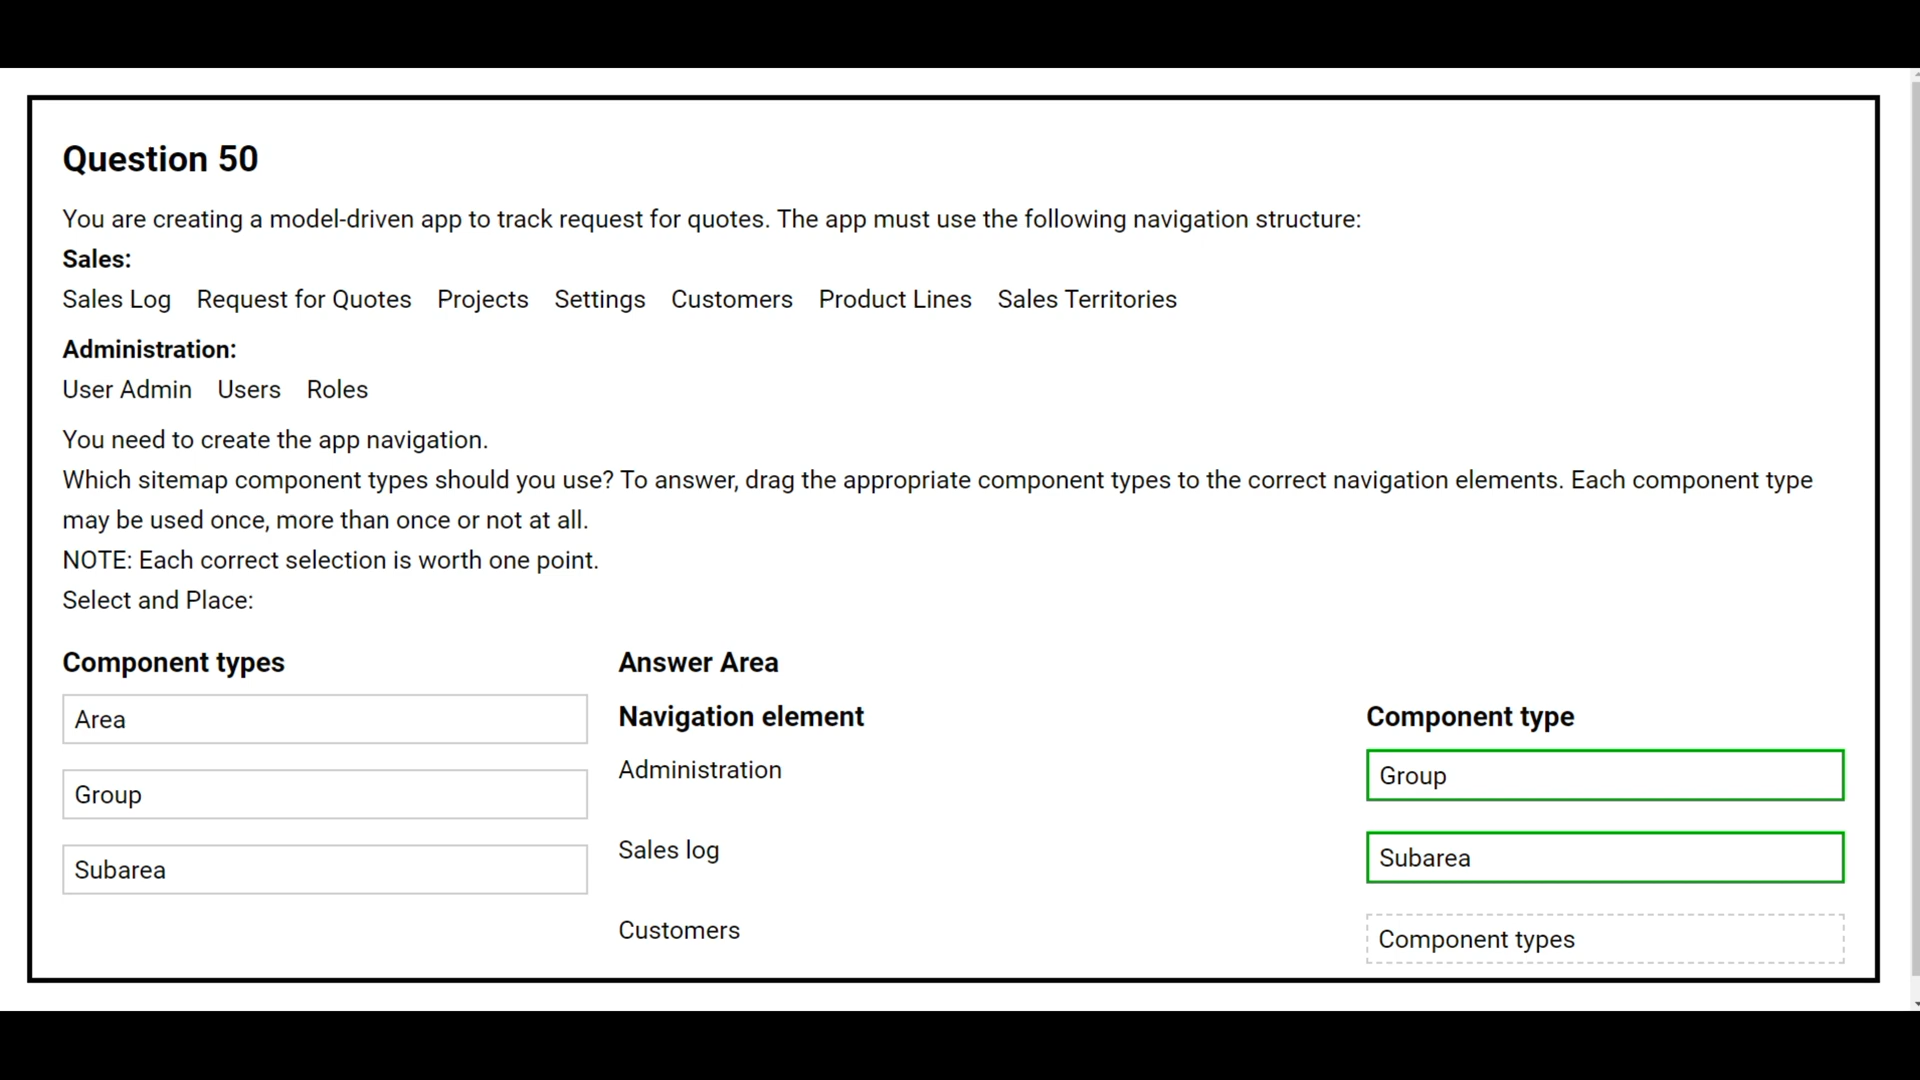 Question 50
You are creating a model-driven app to track request for quotes. The app must use the following navigation structure:
Sales:
Sales Log Request for Quotes Projects Settings Customers Product Lines Sales Territories
Administration:
User Admin Users Roles
You need to create the app navigation.
Which sitemap component types should you use? To answer, drag the appropriate component types to the correct navigation elements. Each component type
may be used once, more than once or not at all.
NOTE: Each correct selection is worth one point.
Select and Place:
Component types
Area
Group
Subarea
Answer Area
Navigation element
Component type
Administration
Group
Sales log
Subarea
Customers
Component types